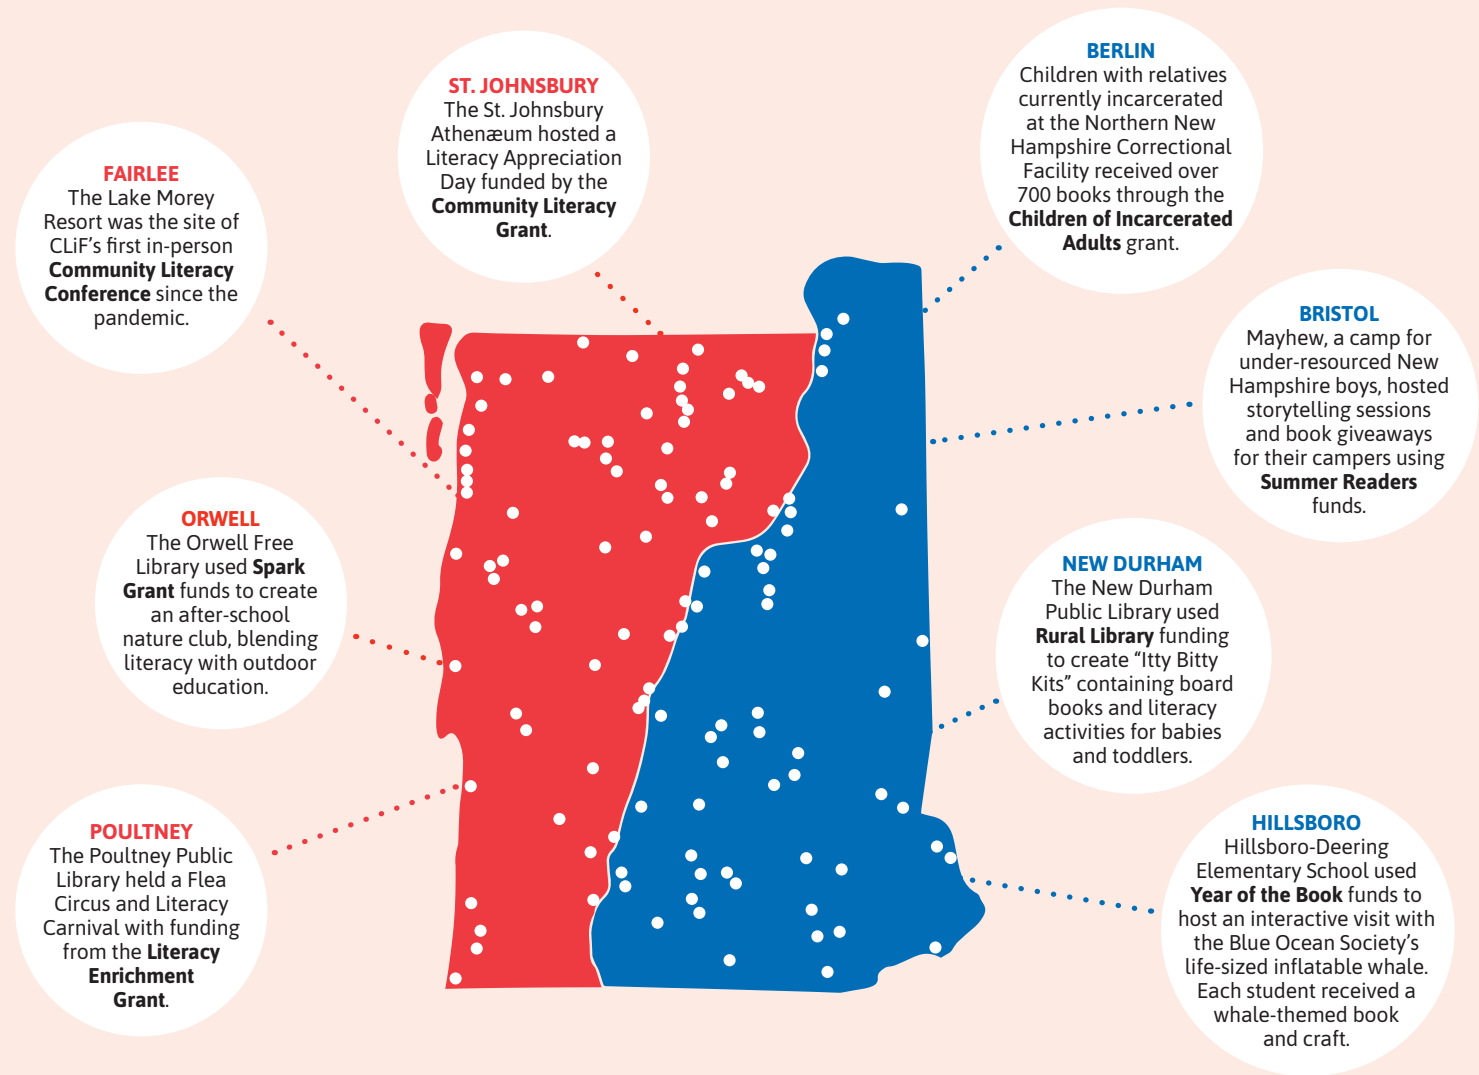 ST. JOHNSBURY
The St. Johnsbury
Athenæum hosted a
Literacy Appreciation
Day funded by the
Community Literacy
Grant.
BERLIN
Children with relatives
currently incarcerated
at the Northern New
Hampshire Correctional
Facility received over
700 books through the
Children of Incarcerated
Adults grant.
FAIRLEE
The Lake Morey
Resort was the site of
CLiF’s first in-person
Community Literacy
Conference since the
pandemic.
BRISTOL
Mayhew, a camp for
under-resourced New
Hampshire boys, hosted
storytelling sessions
and book giveaways
for their campers using
Summer Readers
funds.
ORWELL
The Orwell Free
Library used Spark
Grant funds to create
an after-school
nature club, blending
literacy with outdoor
education.
NEW DURHAM
The New Durham
Public Library used
Rural Library funding
to create “Itty Bitty
Kits” containing board
books and literacy
activities for babies
and toddlers.
POULTNEY
The Poultney Public
Library held a Flea
Circus and Literacy
Carnival with funding
from the Literacy
Enrichment
Grant.
HILLSBORO
Hillsboro-Deering
Elementary School used
Year of the Book funds to
host an interactive visit with
the Blue Ocean Society’s
life-sized inflatable whale.
Each student received a
whale-themed book
and craft.